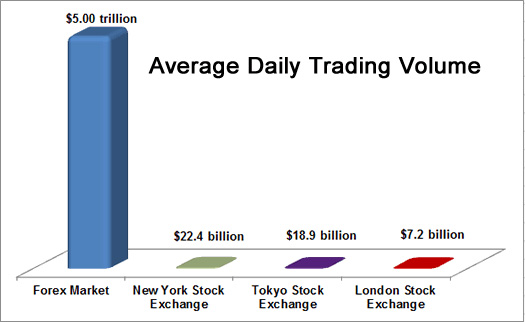 $5.00 trillion
Average Daily Trading Volume
$22.4 billion
$18.9 billion
$7.2 billion
Forex Market
New York Stock
Exchange
Tokyo Stock
Exchange
London Stock
Exchange